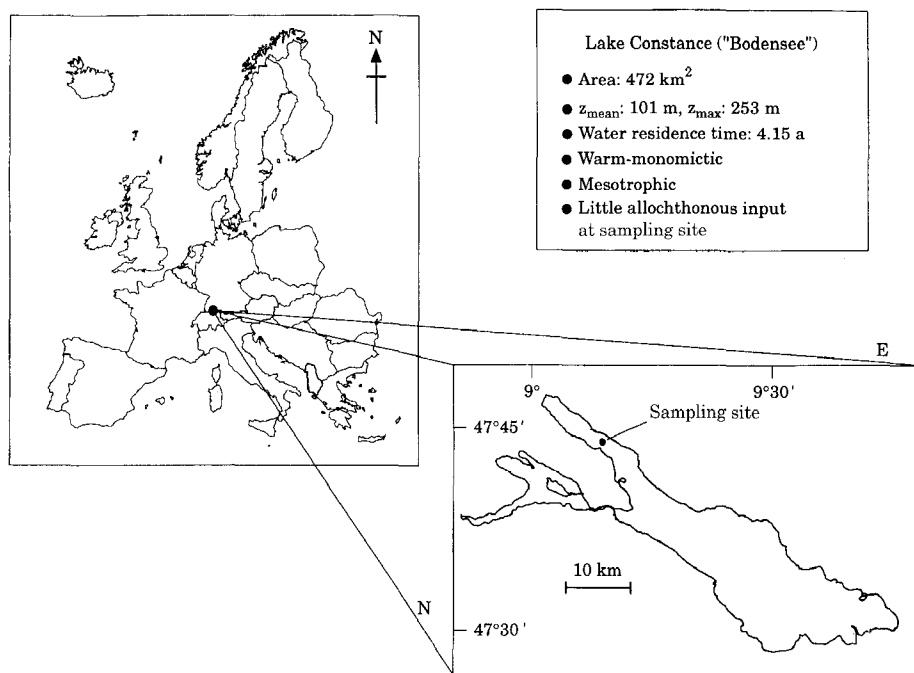 N
Lake Constance ("Bodensee")
● Area: 472 km²
● z_mean: 101 m, z_max: 253 m
● Water residence time: 4.15 a
● Warm-monomictic
● Mesotrophic
● Little allochthonous input
at sampling site
E
9°
9°30'
Sampling site
47°45'
10 km
N
47°30'